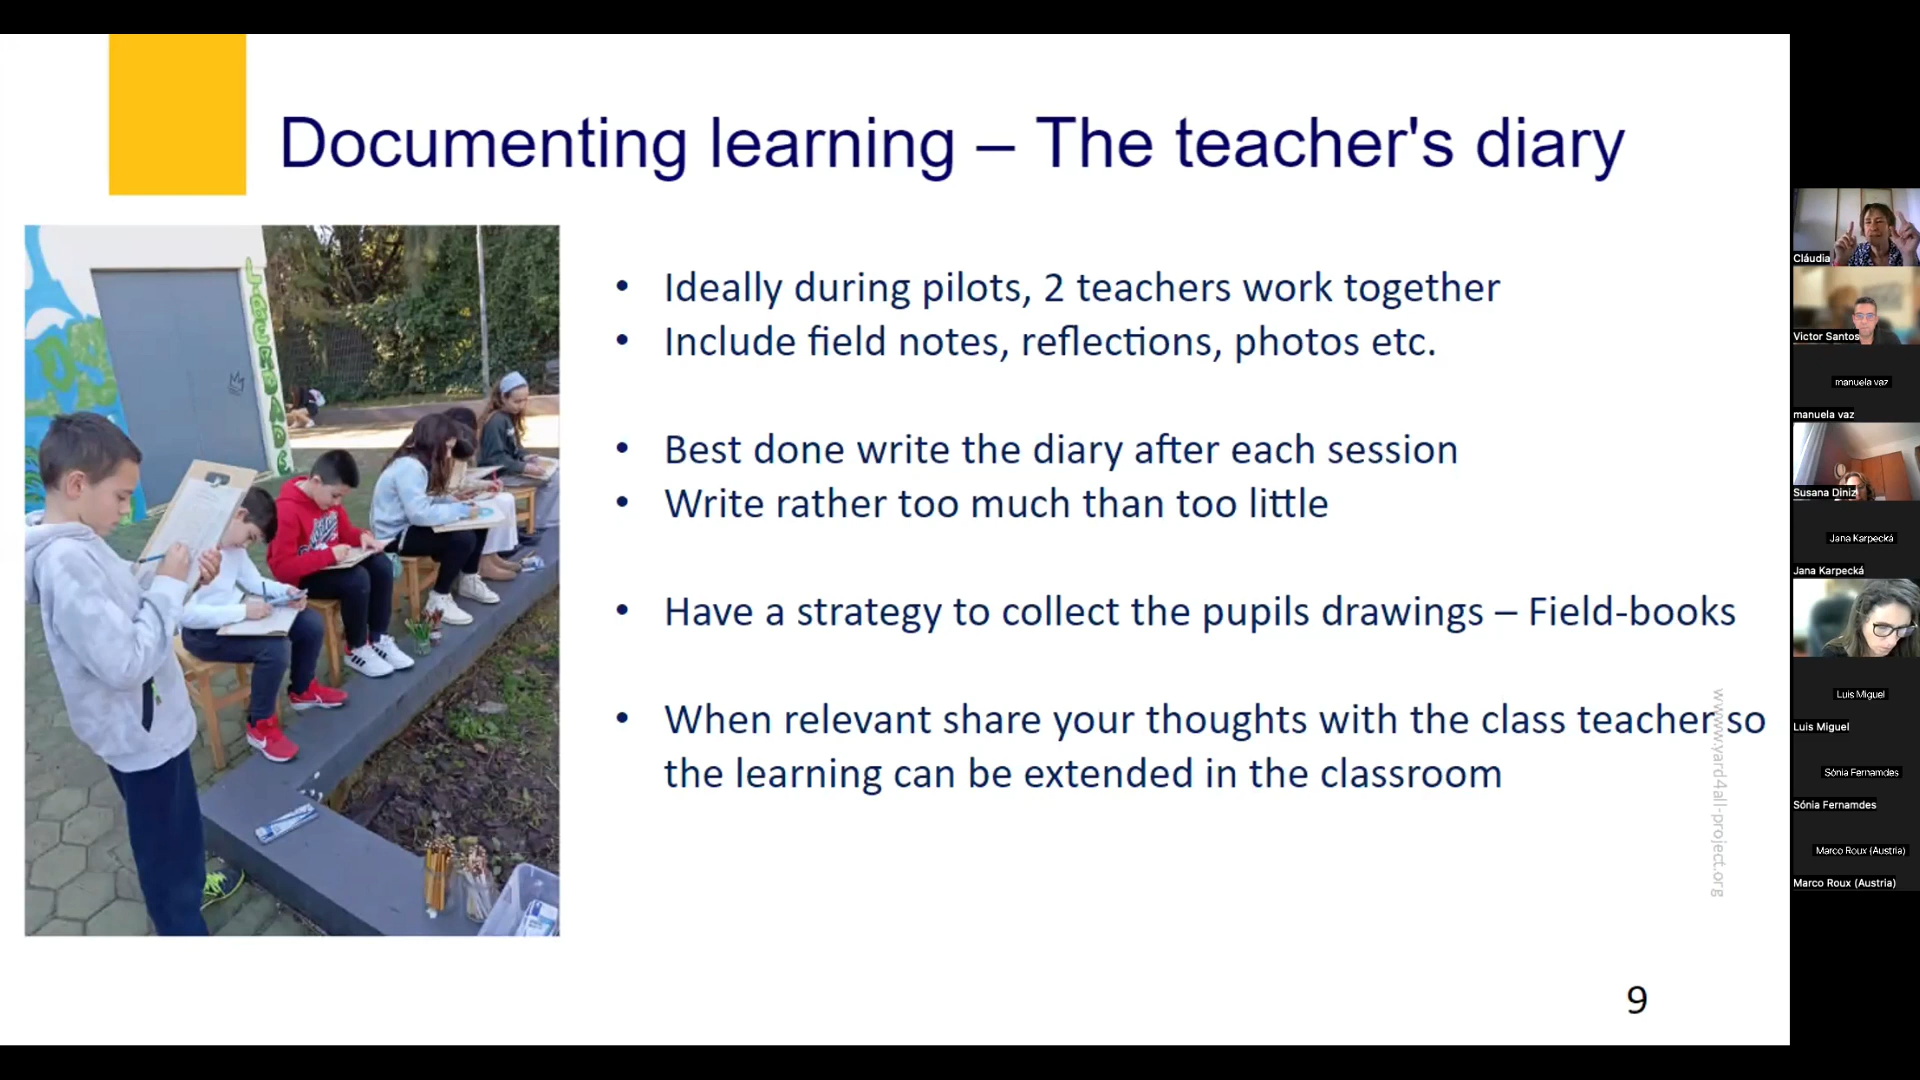 Documenting learning – The teacher's diary
• Ideally during pilots, 2 teachers work together
• Include field notes, reflections, photos etc.
• Best done write the diary after each session
• Write rather too much than too little
• Have a strategy to collect the pupils drawings – Field-books
• When relevant share your thoughts with the class teacher so
the learning can be extended in the classroom
www.yard4all-project.org
9
Cláudia
Victor Santos
manuela vaz
manuela vaz
Susana Diniz
Jana Karpecká
Jana Karpecká
Luis Miguel
Luis Miguel
Sónia Fernamdes
Sónia Fernamdes
Marco Roux (Austria)
Marco Roux (Austria)